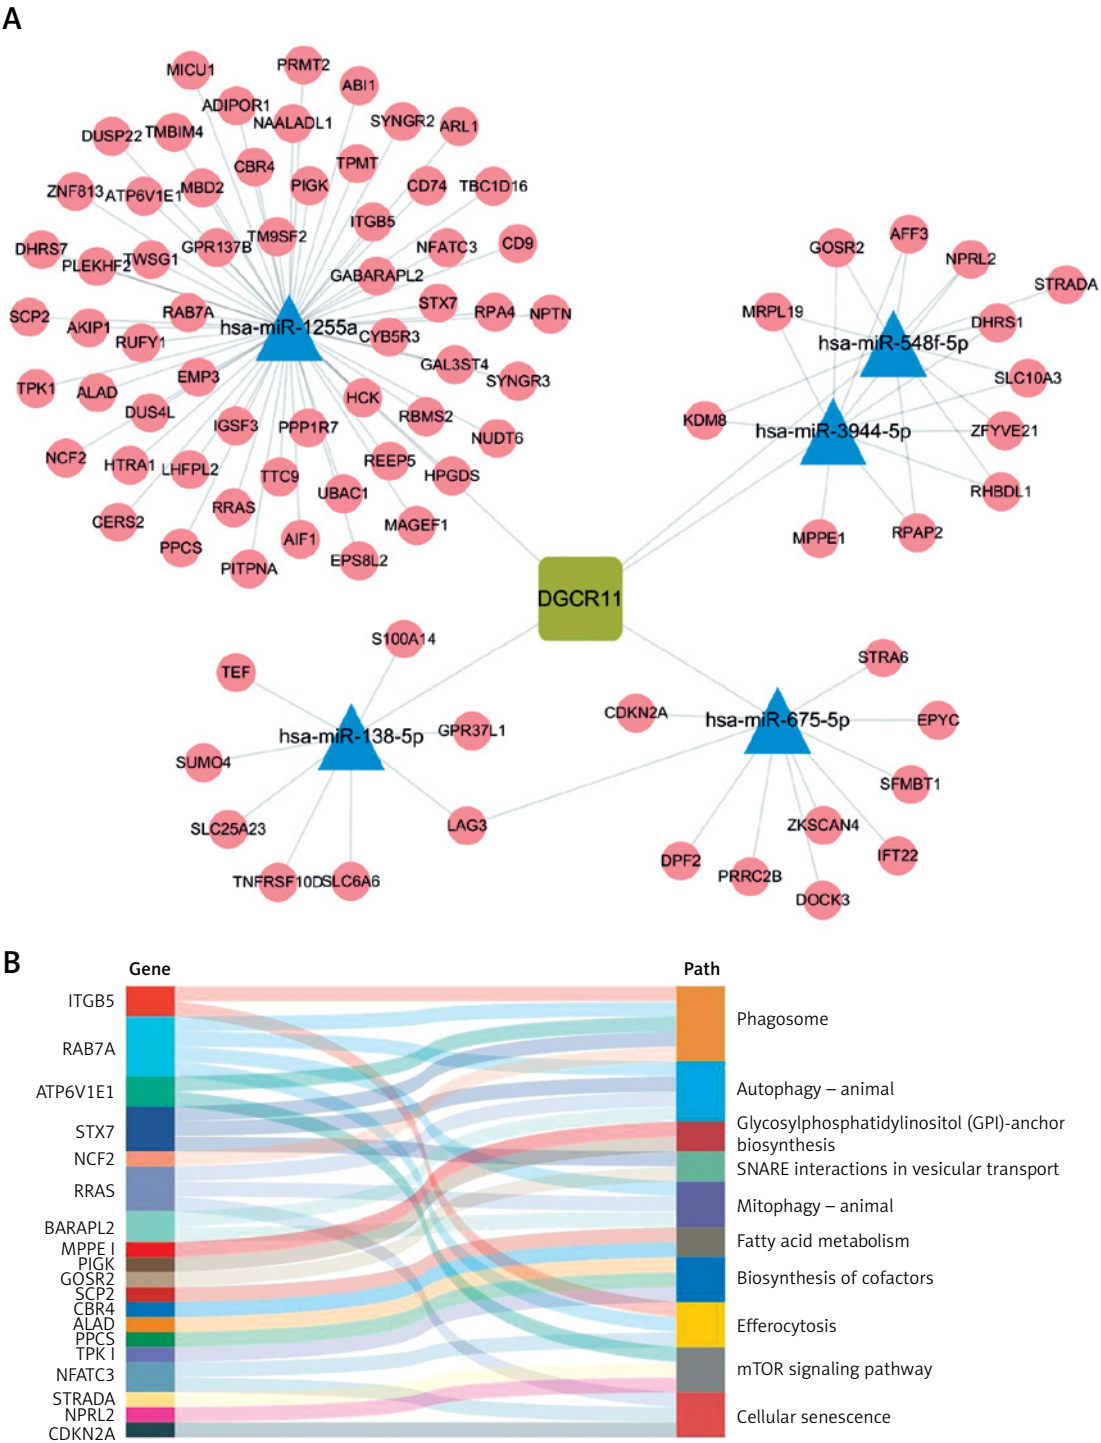 A
MICU1
PRMT2
ABI1
ADIPOR1
NAALADL1
SYNGR2
ARL1
DUSP22
TMBIM4
CBR4
TPMT
ZNF813
ATP6V1E1
MBD2
PIGK
CD74
TBC1D16
ITGB5
DHRS7
PLEKHF2
TWSG1
GPR137B
TM9SF2
NFATC3
CD9
GABARAPL2
SCP2
AKIP1
RAB7A
hsa-miR-1255a
STX7
RPA4
NPTN
RUFY1
CYB5R3
GAL3ST4
SYNGR3
TPK1
ALAD
EMP3
DUS4L
HCK
IGSF3
PPP1R7
RBMS2
NUDT6
NCF2
HTRA1
LHFPL2
TTC9
REEP5
HPGDS
UBAC1
RRAS
CERS2
PPCS
AIF1
MAGEF1
PITPNA
EPS8L2
GOSR2
AFF3
NPRL2
STRADA
MRPL19
DHRS1
hsa-miR-548f-5p
SLC10A3
KDM8
hsa-miR-3944-5p
ZFYVE21
RHBDL1
MPPE1
RPAP2
DGCR11
S100A14
TEF
hsa-miR-138-5p
GPR37L1
SUMO4
SLC25A23
LAG3
TNFRSF10D
SLC6A6
STRA6
CDKN2A
hsa-miR-675-5p
EPYC
SFMBT1
ZKSCAN4
IFT22
DPF2
PRRC2B
DOCK3
B
Gene
Path
ITGB5
RAB7A
ATP6V1E1
STX7
NCF2
RRAS
BARAPL2
MPPE I
PIGK
GOSR2
SCP2
CBR4
ALAD
PPCS
TPK I
NFATC3
STRADA
NPRL2
CDKN2A
Phagosome
Autophagy – animal
Glycosylphosphatidylinositol (GPI)-anchor
biosynthesis
SNARE interactions in vesicular transport
Mitophagy – animal
Fatty acid metabolism
Biosynthesis of cofactors
Efferocytosis
mTOR signaling pathway
Cellular senescence